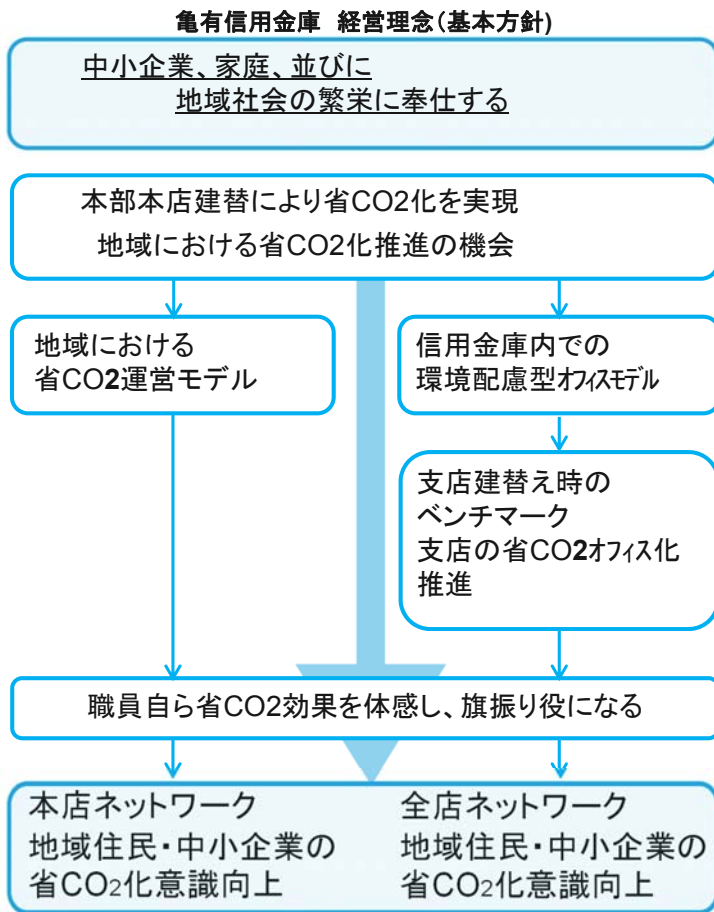 亀有信用金庫 経営理念(基本方針)
中小企業、家庭、並びに
地域社会の繁栄に奉仕する
本部本店建替により省CO2化を実現
地域における省CO2化推進の機会
地域における
省CO2運営モデル
信用金庫内での
環境配慮型オフィスモデル
支店建替え時の
ベンチマーク
支店の省CO2オフィス化
推進
職員自ら省CO2効果を体感し、旗振り役になる
本店ネットワーク
地域住民・中小企業の
省CO2化意識向上
全店ネットワーク
地域住民・中小企業の
省CO2化意識向上